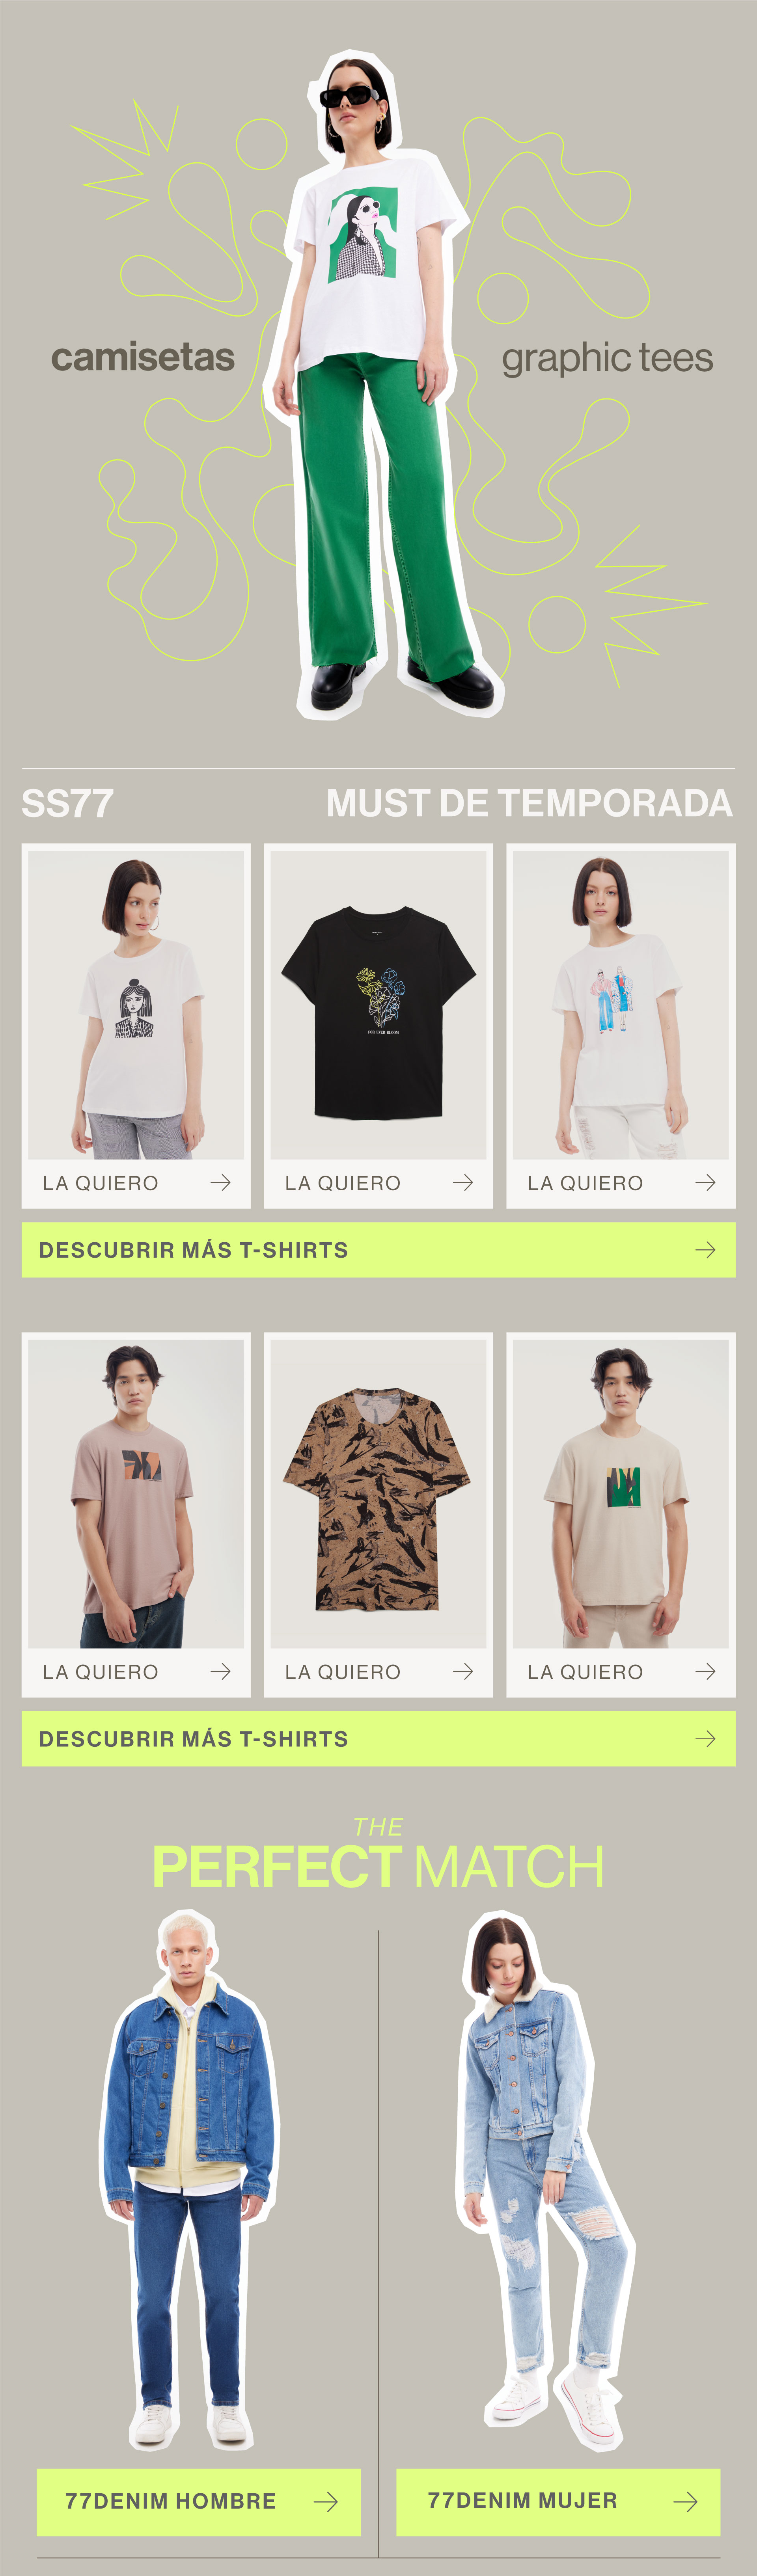 camisetas
graphic tees
SS77
MUST DE TEMPORADA
FOR EVER BLOOM
LA QUIERO
LA QUIERO
LA QUIERO
DESCUBRIR MÁS T-SHIRTS
LA QUIERO
LA QUIERO
LA QUIERO
DESCUBRIR MÁS T-SHIRTS
THE
PERFECT MATCH
77DENIM HOMBRE
77DENIM MUJER